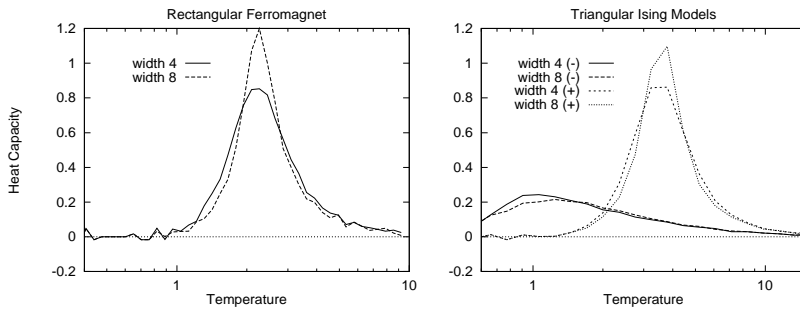 Rectangular Ferromagnet
Heat Capacity
1.2
1
0.8
0.6
0.4
0.2
0
-0.2
width 4
width 8
1
10
Temperature
Triangular Ising Models
1.2
1
0.8
0.6
0.4
0.2
0
-0.2
width 4 (-)
width 8 (-)
width 4 (+)
width 8 (+)
1
10
Temperature